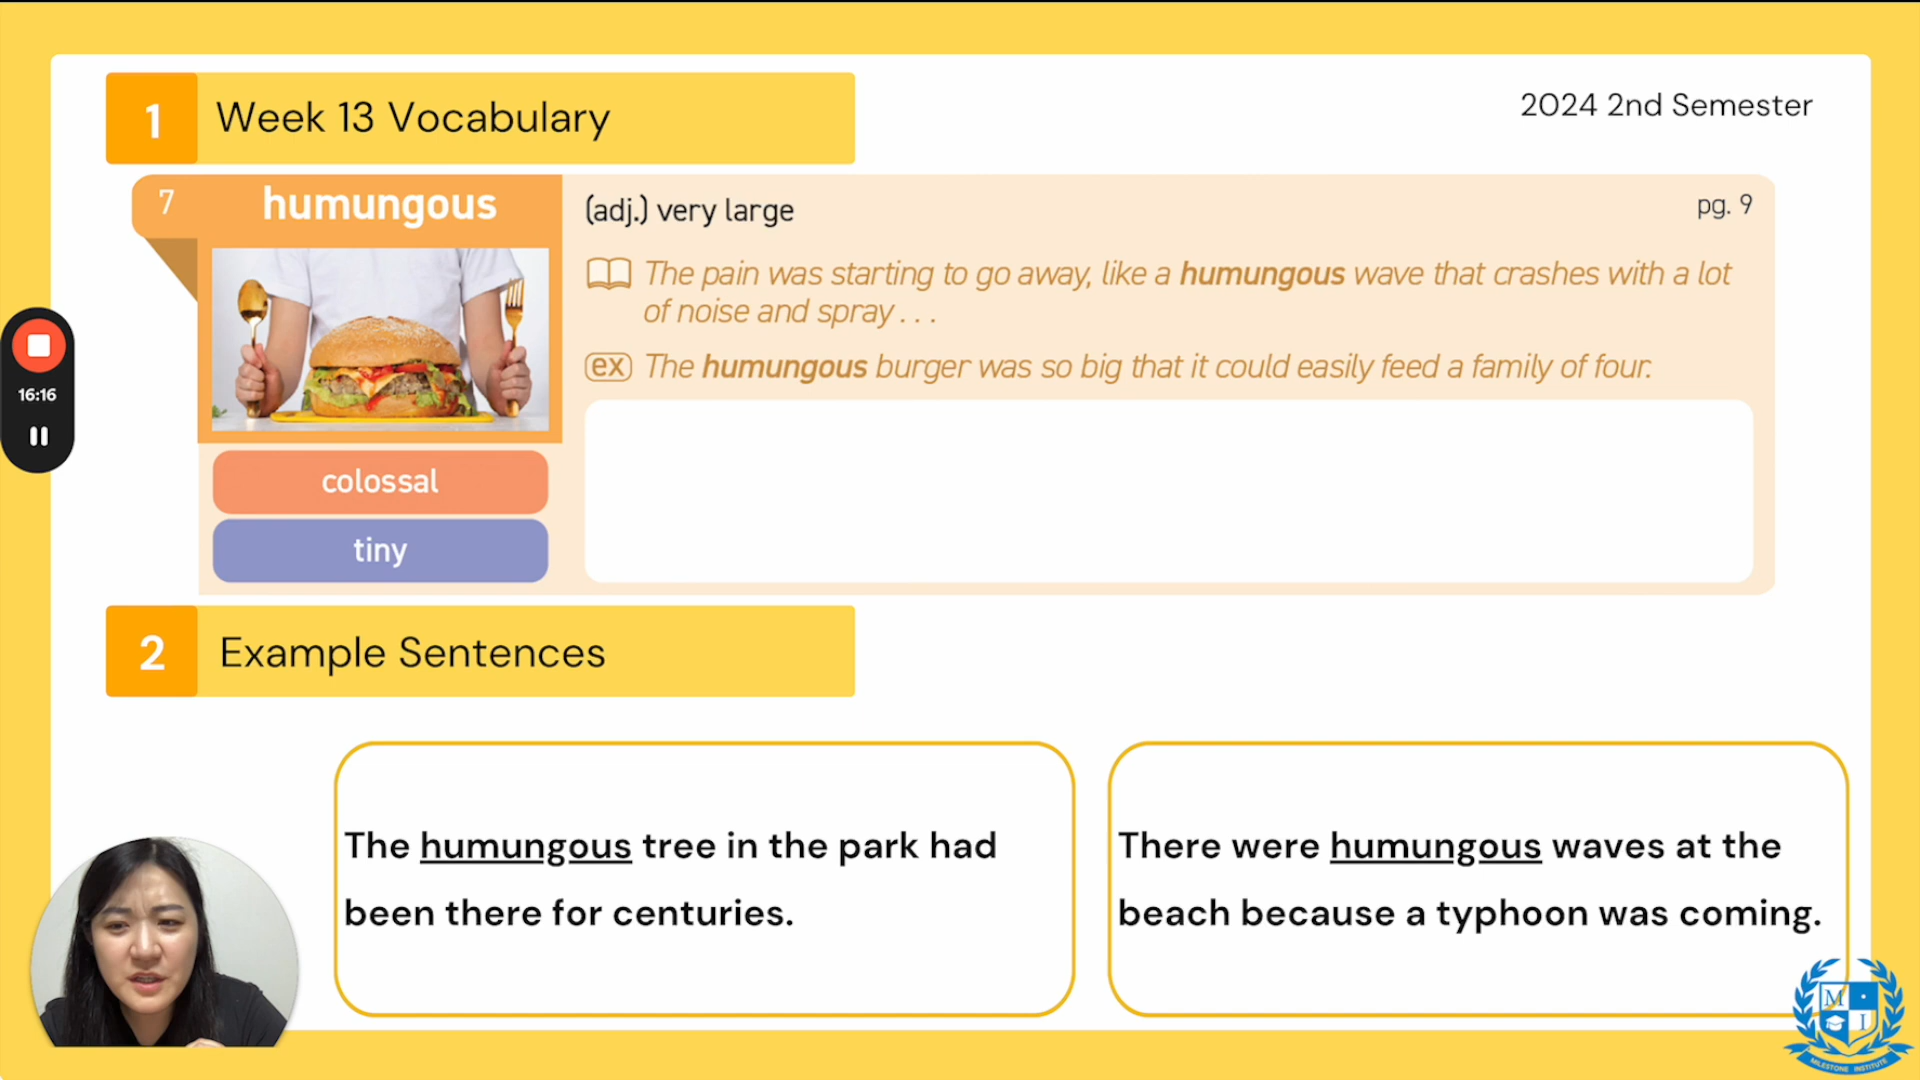 1 Week 13 Vocabulary
2024 2nd Semester
7 humungous
(adj.) very large
pg. 9
The pain was starting to go away, like a humungous wave that crashes with a lot
of noise and spray . . .
ex The humungous burger was so big that it could easily feed a family of four.
16:16
colossal
tiny
2 Example Sentences
The humungous tree in the park had
been there for centuries.
There were humungous waves at the
beach because a typhoon was coming.
M
I
MILESTONE INSTITUTE